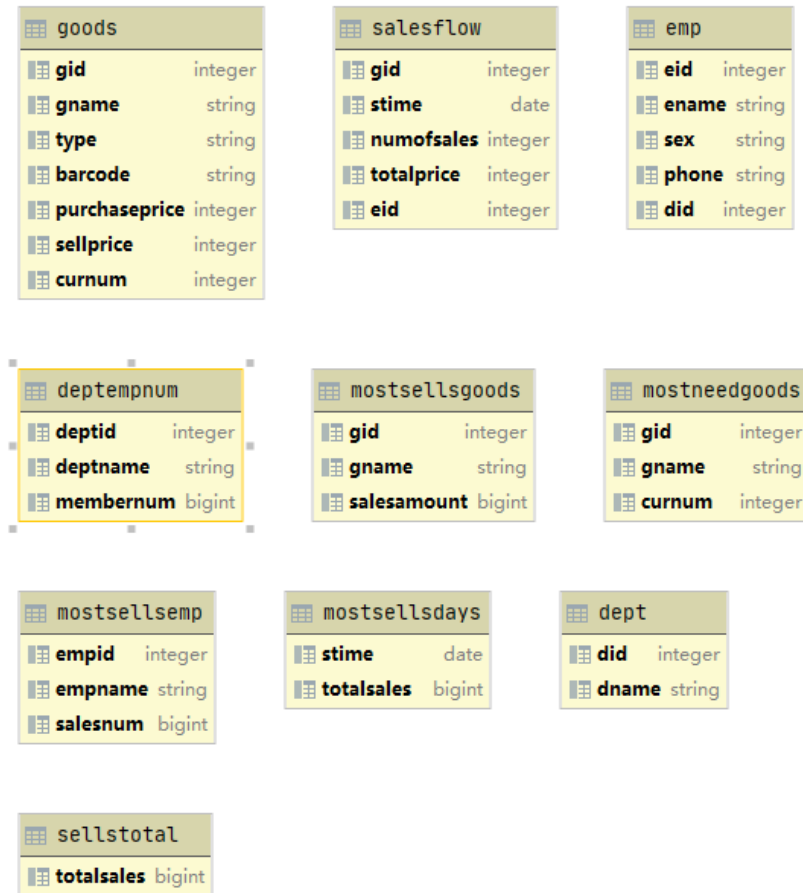 goods
gid integer
gname string
type string
barcode string
purchaseprice integer
sellprice integer
curnum integer
salesflow
gid integer
stime date
numofsales integer
totalprice integer
eid integer
emp
eid integer
ename string
sex string
phone string
did integer
deptempnum
deptid integer
deptname string
membernum bigint
mostsellsgoods
gid integer
gname string
salesamount bigint
mostneedgoods
gid integer
gname string
curnum integer
mostsellsemp
empid integer
empname string
salesnum bigint
mostsellsdays
stime date
totalsales bigint
dept
did integer
dname string
sellstotal
totalsales bigint